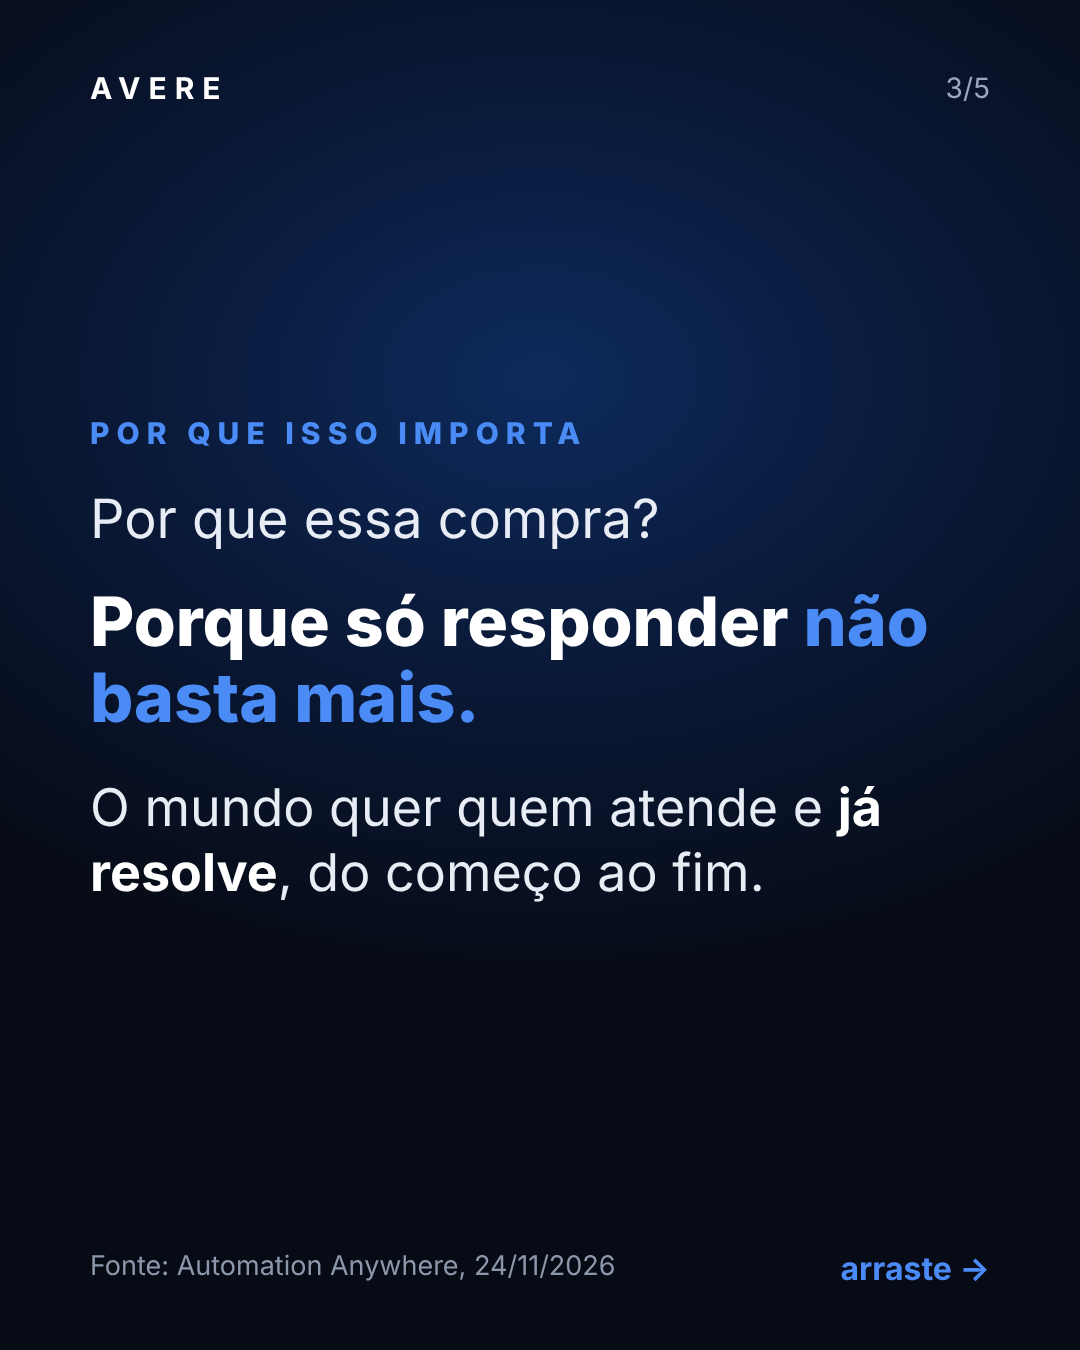 AVERE
3/5
POR QUE ISSO IMPORTA
Por que essa compra?
Porque só responder não
basta mais.
O mundo quer quem atende e já
resolve, do começo ao fim.
Fonte: Automation Anywhere, 24/11/2026
arraste →